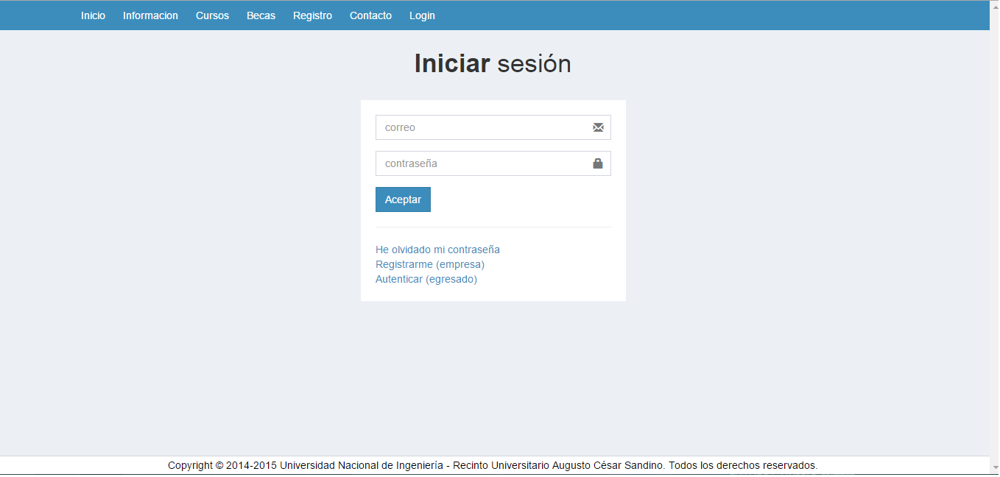 Inicio Informacion Cursos Becas Registro Contacto Login
Iniciar sesión
correo
contraseña
Aceptar
He olvidado mi contraseña
Registrarme (empresa)
Autenticar (egresado)
Copyright © 2014-2015 Universidad Nacional de Ingeniería - Recinto Universitario Augusto César Sandino. Todos los derechos reservados.